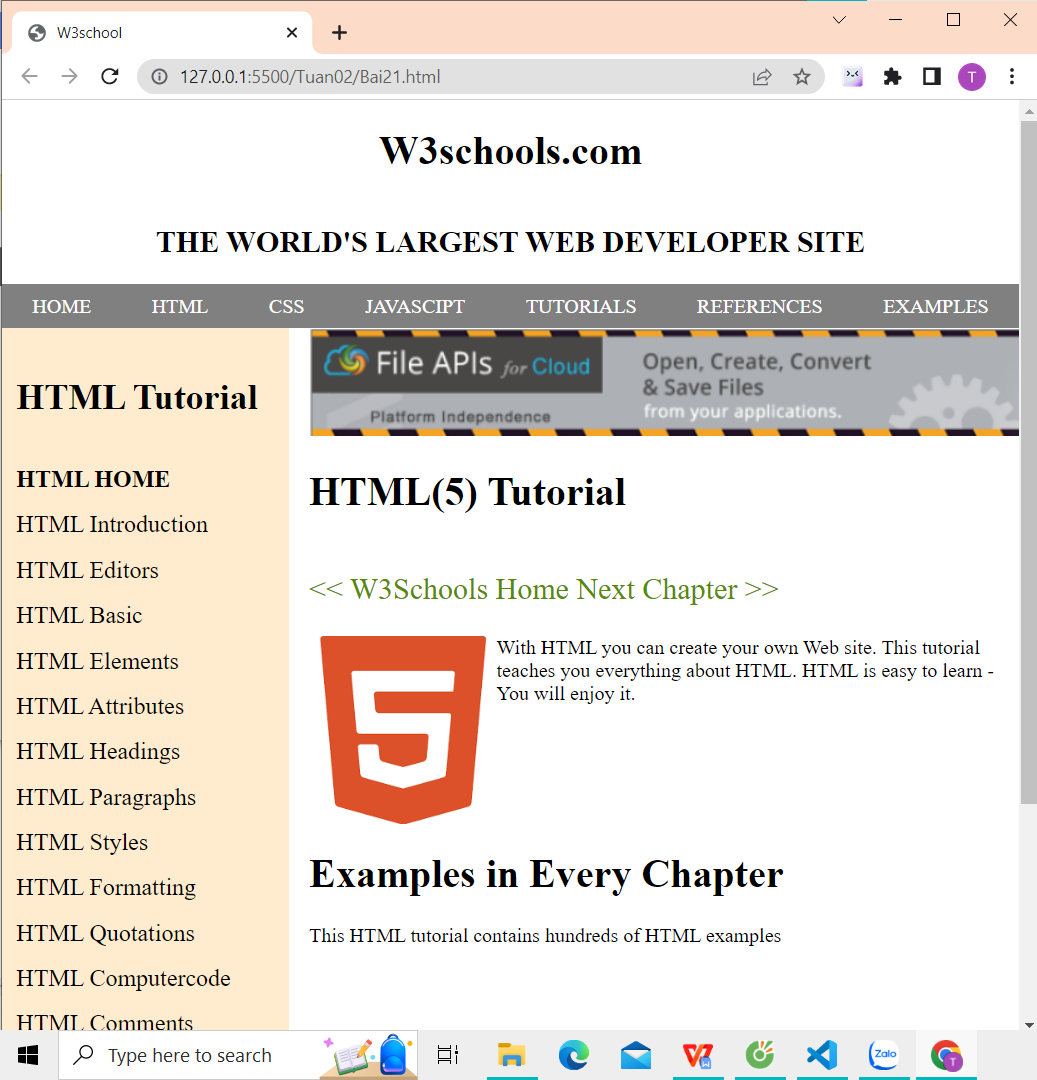 W3school
127.0.0.1:5500/Tuan02/Bai21.html
T
W3schools.com
THE WORLD'S LARGEST WEB DEVELOPER SITE
HOME HTML CSS JAVASCIPT TUTORIALS REFERENCES EXAMPLES
HTML Tutorial
HTML HOME
HTML Introduction
HTML Editors
HTML Basic
HTML Elements
HTML Attributes
HTML Headings
HTML Paragraphs
HTML Styles
HTML Formatting
HTML Quotations
HTML Computercode
HTML Comments
File APIs for Cloud
Platform Independence
Open, Create, Convert
& Save Files
from your applications.
HTML(5) Tutorial
<< W3Schools Home Next Chapter >>
5
With HTML you can create your own Web site. This tutorial
teaches you everything about HTML. HTML is easy to learn -
You will enjoy it.
Examples in Every Chapter
This HTML tutorial contains hundreds of HTML examples
Type here to search
Zalo
T